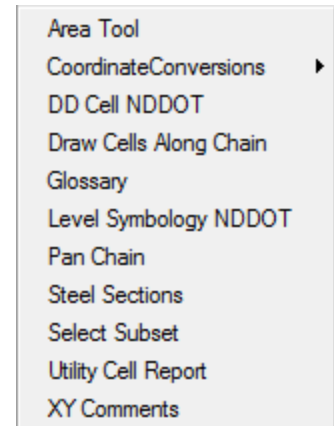 Area Tool
CoordinateConversions
DD Cell NDDOT
Draw Cells Along Chain
Glossary
Level Symbology NDDOT
Pan Chain
Steel Sections
Select Subset
Utility Cell Report
XY Comments